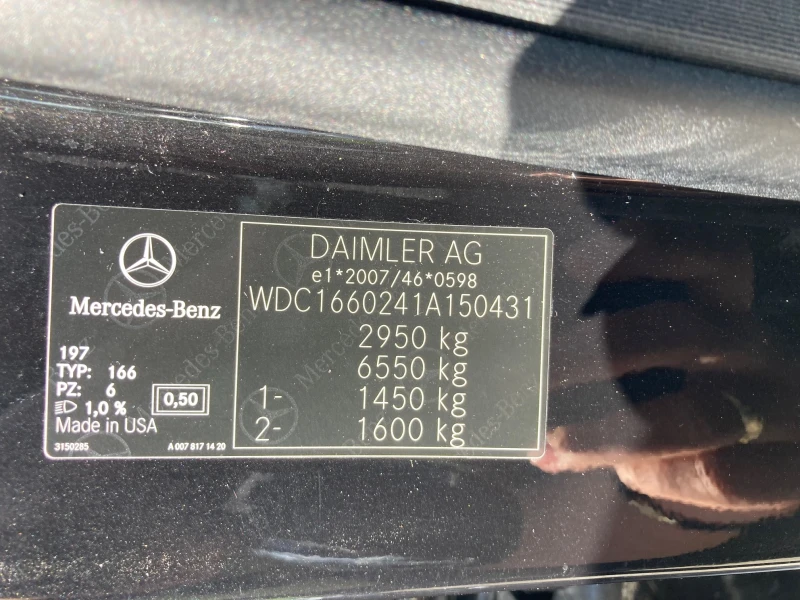 Mercedes-Benz
197
TYP: 166
PZ: 6
1,0 %
0,50
Made in USA
3150285
A 007 817 14 20
DAIMLER AG
e1*2007/46*0598
WDC1660241A150431
2950 kg
6550 kg
1- 1450 kg
2- 1600 kg